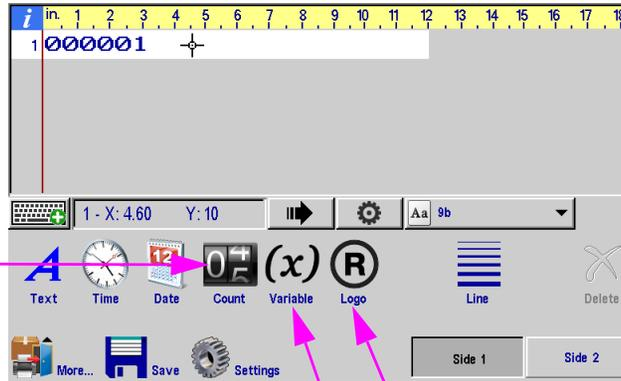 i in. 1 2 3 4 5 6 7 8 9 10 11 12 13 14 15 16 17 18
1 000001
1 - X: 4.60 Y: 10 Aa 9b
A 12 04 5 (x) R
Text Time Date Count Variable Logo Line Delete
More... Save Settings Side 1 Side 2